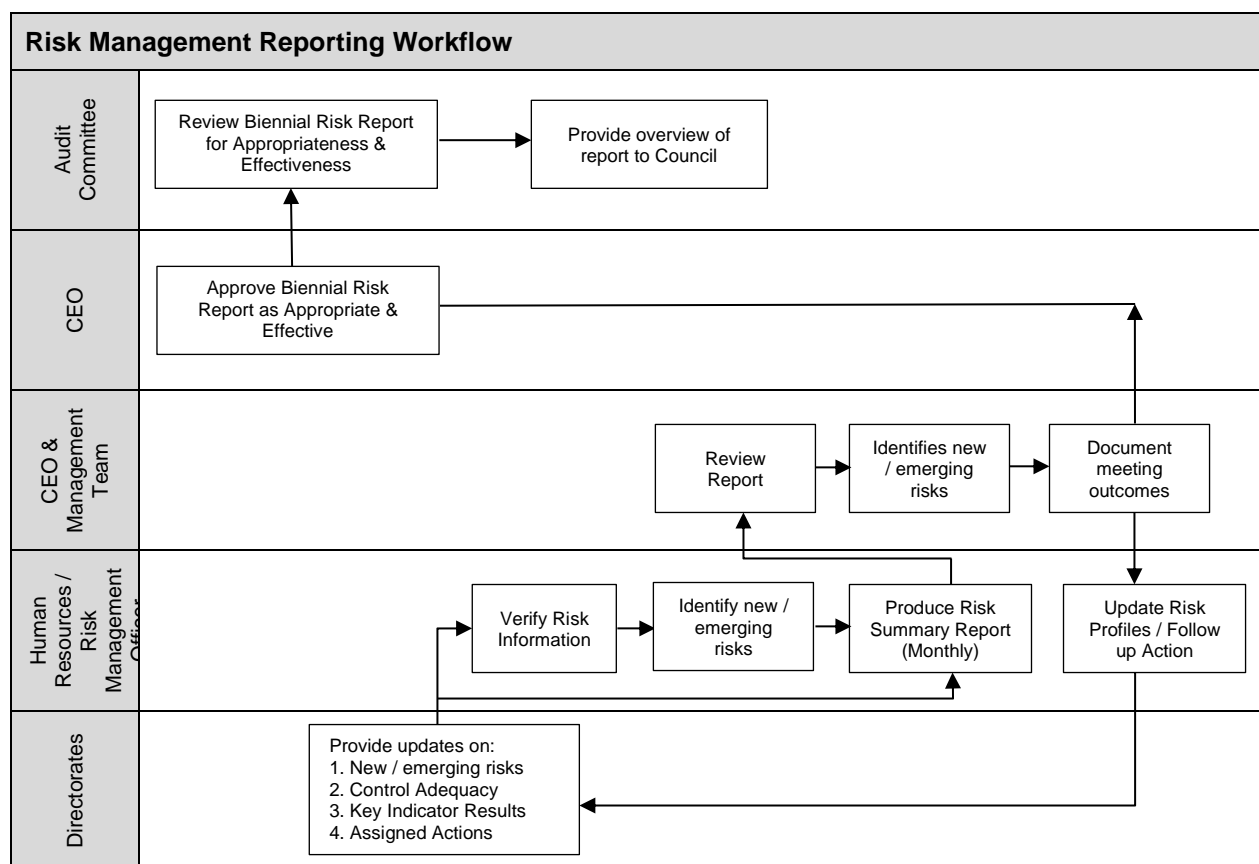 Risk Management Reporting Workflow
Audit
Committee
Review Biennial Risk Report
for Appropriateness &
Effectiveness
Provide overview of
report to Council
CEO
Approve Biennial Risk
Report as Appropriate &
Effective
CEO &
Management
Team
Review
Report
Identifies new
/ emerging
risks
Document
meeting
outcomes
Human
Resources /
Risk
Management
Officer
Verify Risk
Information
Identify new /
emerging
risks
Produce Risk
Summary Report
(Monthly)
Update Risk
Profiles / Follow
up Action
Directorates
Provide updates on:
1. New / emerging risks
2. Control Adequacy
3. Key Indicator Results
4. Assigned Actions